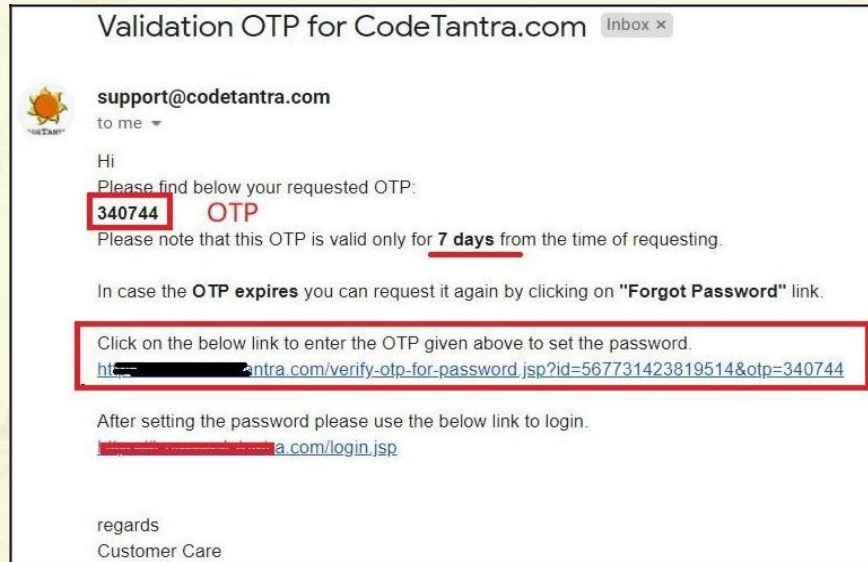 Validation OTP for CodeTantra.com Inbox ×
support@codetantra.com
to me
Hi
Please find below your requested OTP:
340744 OTP
Please note that this OTP is valid only for 7 days from the time of requesting.
In case the OTP expires you can request it again by clicking on "Forgot Password" link.
Click on the below link to enter the OTP given above to set the password.
antra.com/verify-otp-for-password.jsp?id=567731423819514&otp=340744
After setting the password please use the below link to login.
a.com/login.jsp
regards
Customer Care